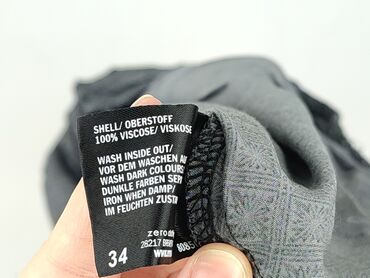 SHELL/ OBERSTOFF
100% VISCOSE/ VISKOSE
WASH INSIDE OUT/
VOR DEM WASCHEN A
WASH DARK COLOURS
DUNKLE FARBEN SEP
IRON WHEN DAMP/
IM FEUCHTEN ZUSTA
zero
28217
34